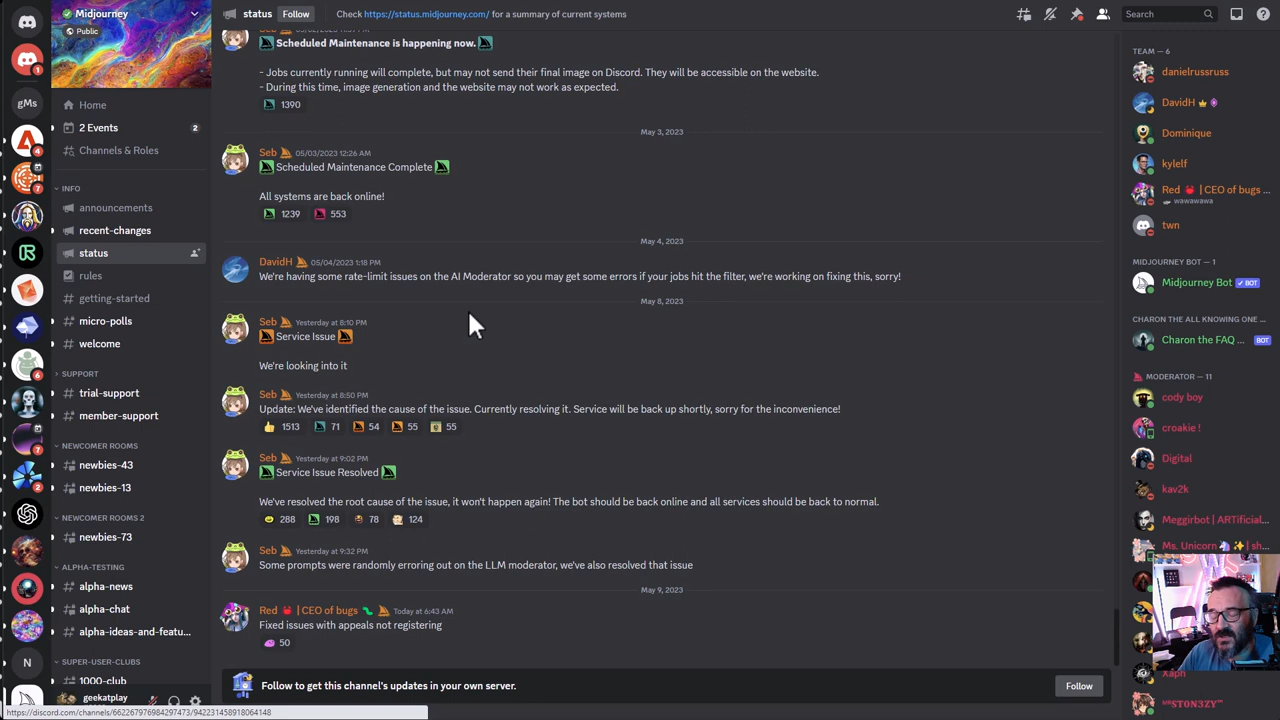 Midjourney
Public
Home
2 Events
2
Channels & Roles
INFO
announcements
recent-changes
status
rules
getting-started
micro-polls
welcome
SUPPORT
trial-support
member-support
NEWCOMER ROOMS
newbies-43
newbies-13
NEWCOMER ROOMS 2
newbies-73
ALPHA-TESTING
alpha-news
alpha-chat
alpha-ideas-and-featu...
SUPER-USER-CLUBS
1000-club
geekatplay
https://discord.com/channels/662267976984297473/942231458918064148
1
gMs
4
7
6
7
2
N
status
Follow
Check https://status.midjourney.com/ for a summary of current systems
Search
Scheduled Maintenance is happening now.
- Jobs currently running will complete, but may not send their final image on Discord. They will be accessible on the website.
- During this time, image generation and the website may not work as expected.
1390
May 3, 2023
Seb 05/03/2023 12:26 AM
Scheduled Maintenance Complete
All systems are back online!
1239 553
May 4, 2023
DavidH 05/04/2023 1:18 PM
We're having some rate-limit issues on the AI Moderator so you may get some errors if your jobs hit the filter, we're working on fixing this, sorry!
May 8, 2023
Seb Yesterday at 8:10 PM
Service Issue
We're looking into it
Seb Yesterday at 8:50 PM
Update: We've identified the cause of the issue. Currently resolving it. Service will be back up shortly, sorry for the inconvenience!
1513 71 54 55 55
Seb Yesterday at 9:02 PM
Service Issue Resolved
We've resolved the root cause of the issue, it won't happen again! The bot should be back online and all services should be back to normal.
288 198 78 124
Seb Yesterday at 9:32 PM
Some prompts were randomly erroring out on the LLM moderator, we've also resolved that issue
May 9, 2023
Red | CEO of bugs Today at 6:43 AM
Fixed issues with appeals not registering
50
Follow to get this channel's updates in your own server.
Follow
TEAM — 6
danielrussruss
DavidH
Dominique
kylelf
Red | CEO of bugs ...
wawawawa
twn
MIDJOURNEY BOT — 1
Midjourney Bot BOT
CHARON THE ALL KNOWING ONE ...
Charon the FAQ ... BOT
MODERATOR — 11
cody boy
croakie !
Digital
kav2k
Meggirbot | ARTificial...
Ms. Unicorn | sh...
Xaph